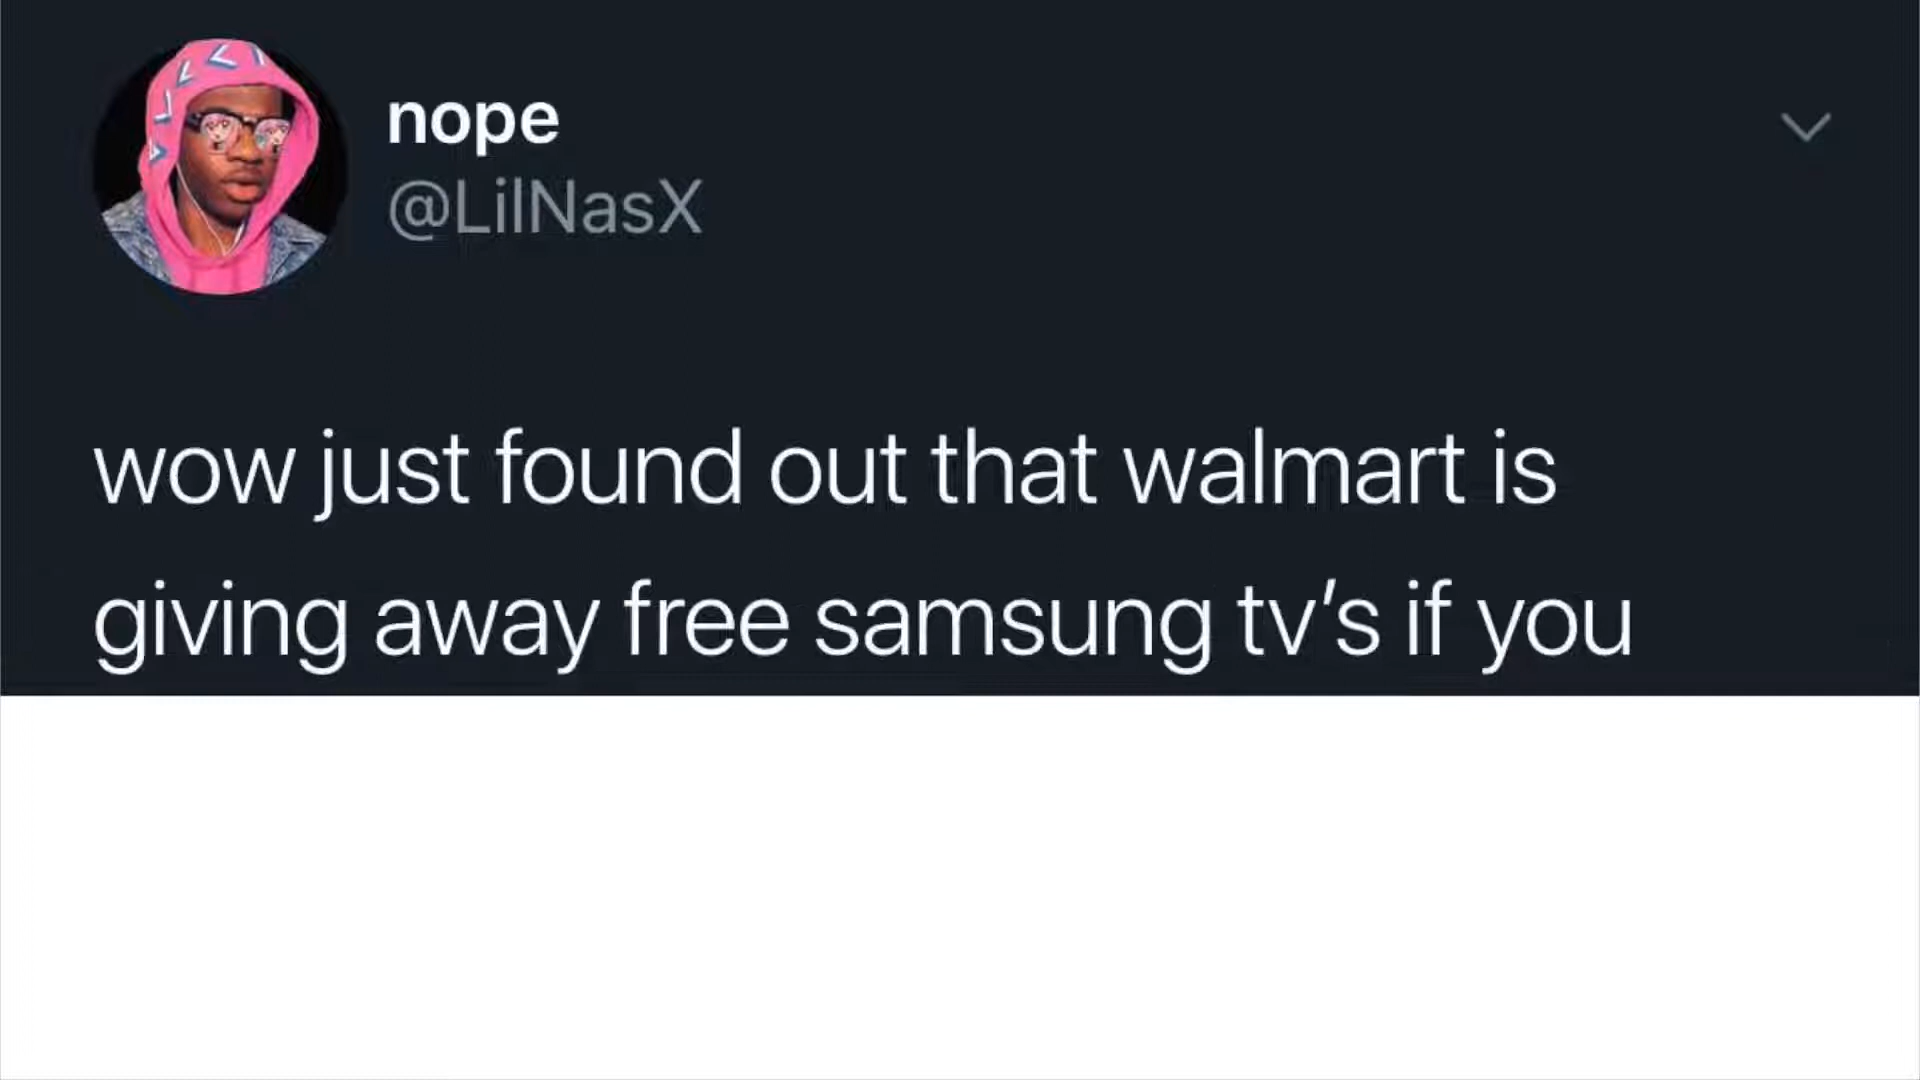 nope
@LilNasX
wow just found out that walmart is
giving away free samsung tv’s if you